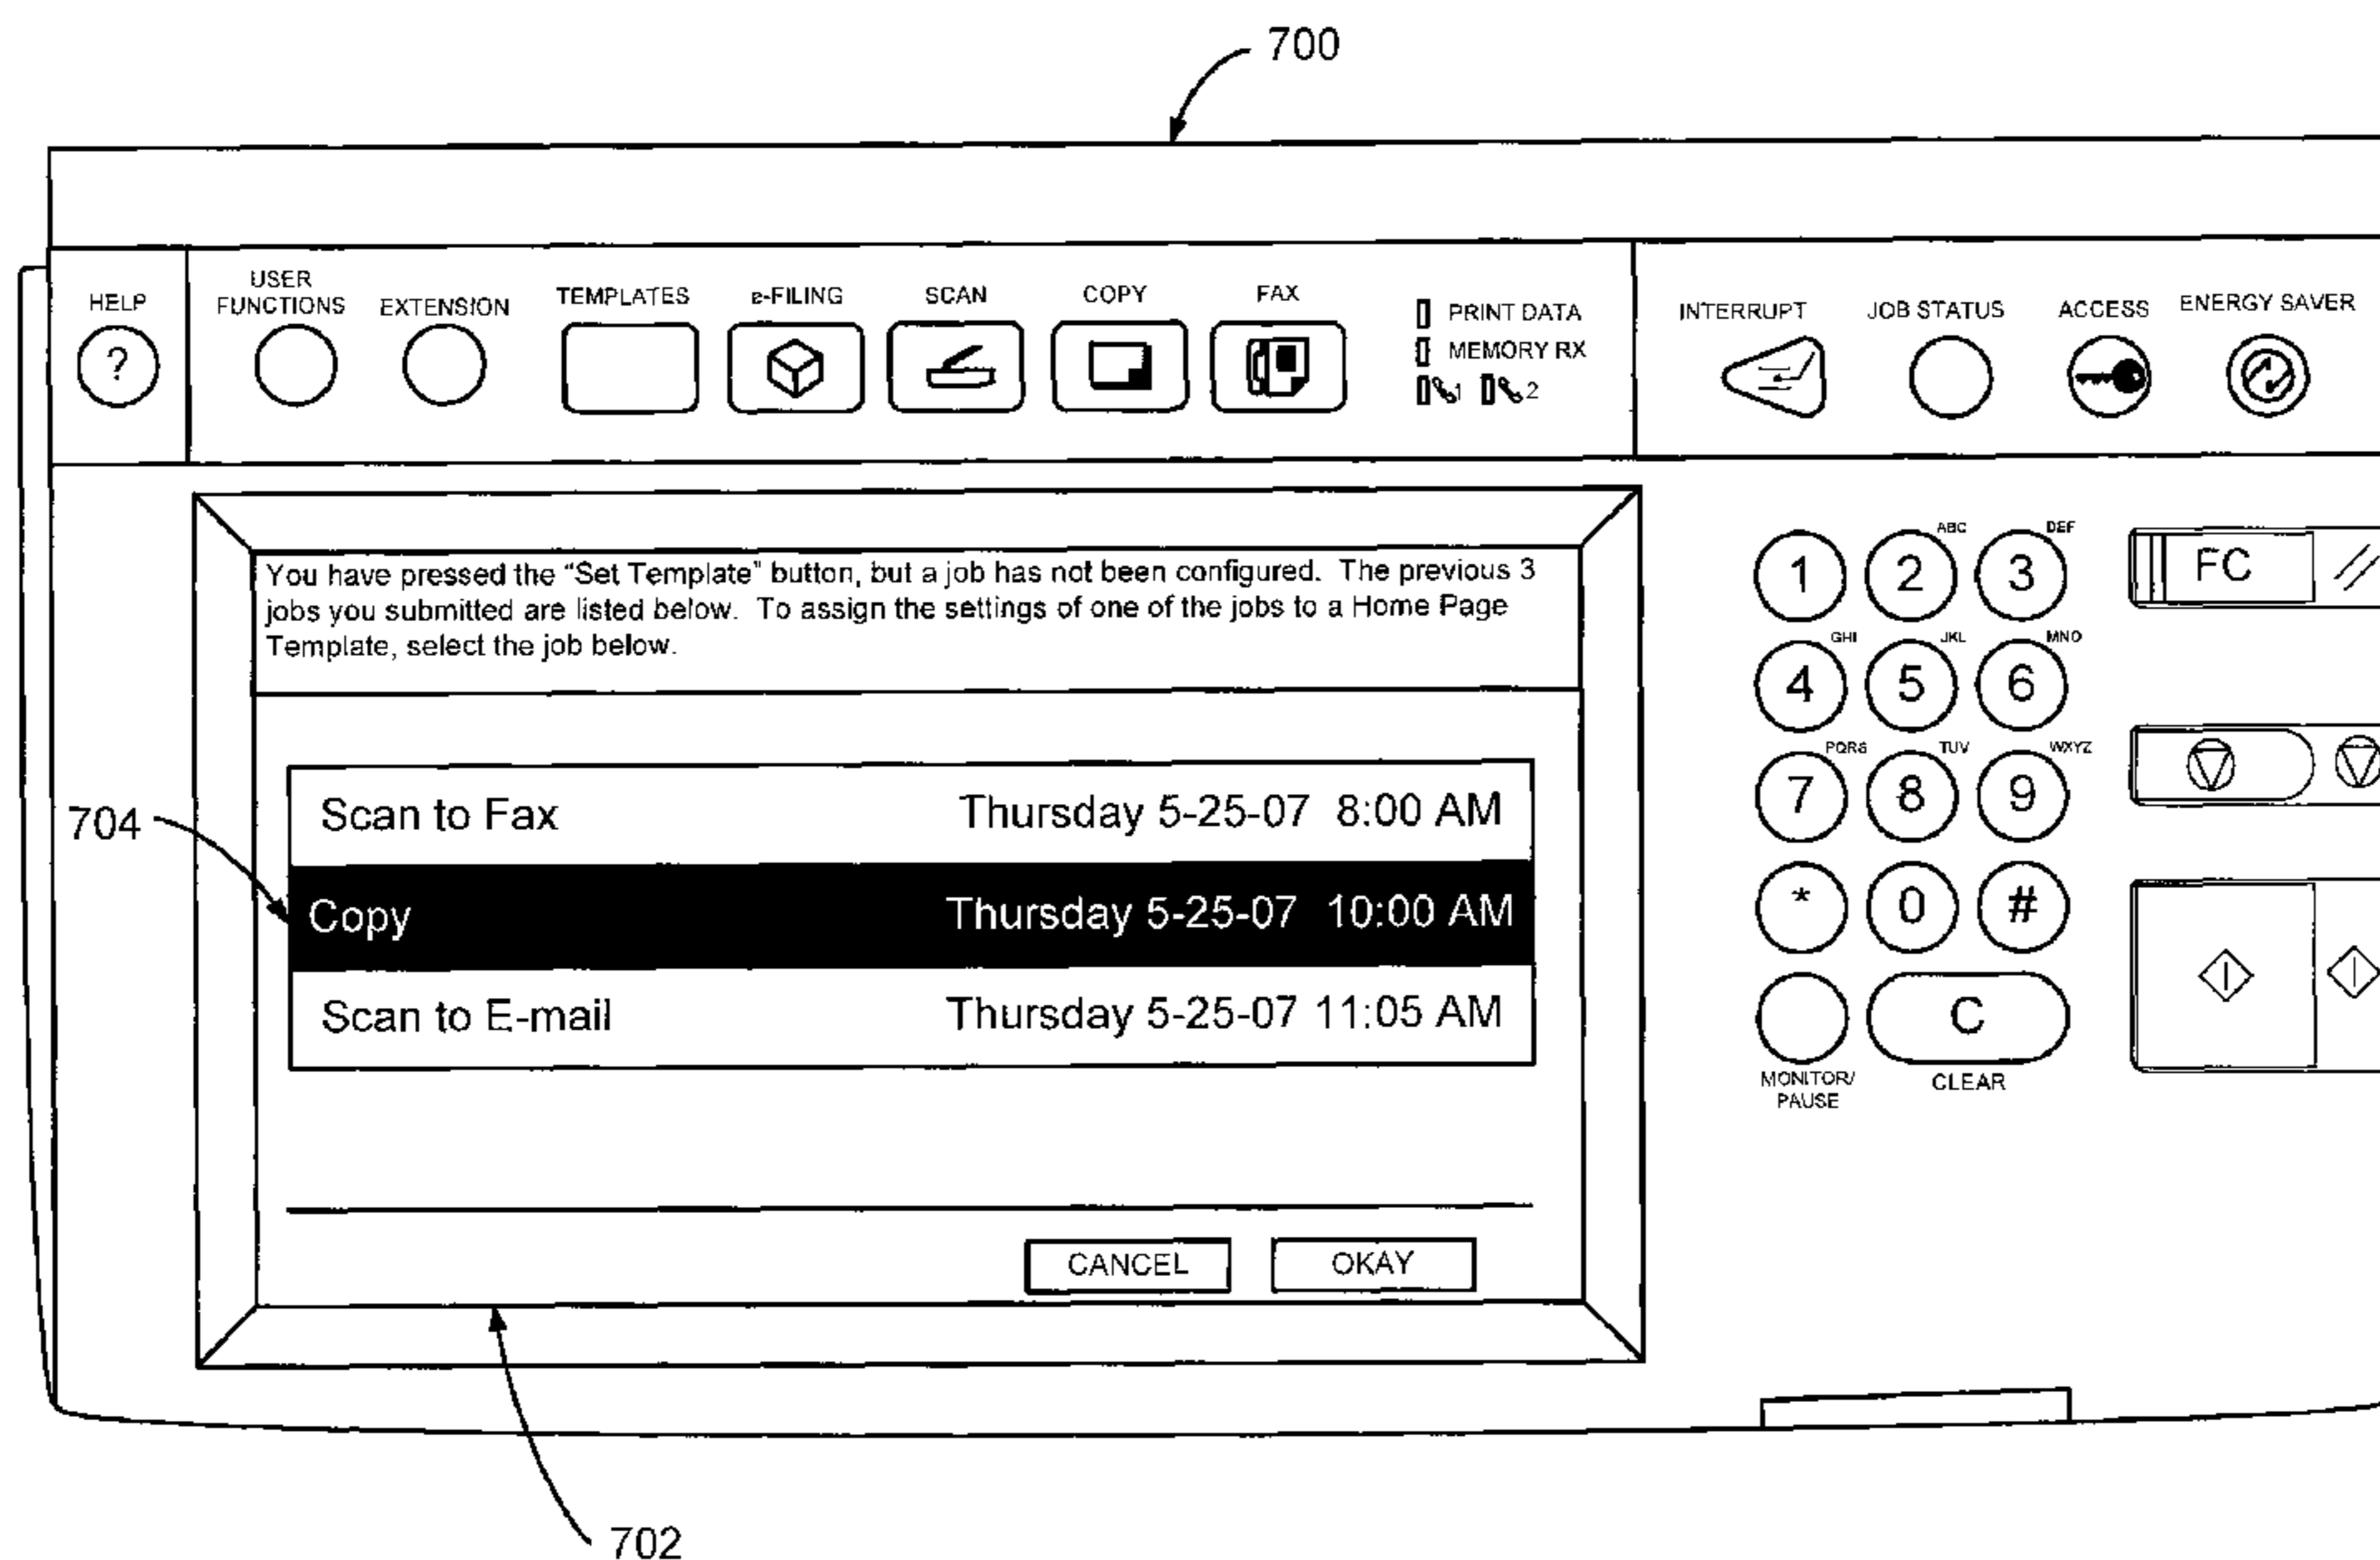 700
HELP
USER
FUNCTIONS
EXTENSION
TEMPLATES
e-FILING
SCAN
COPY
FAX
PRINT DATA
MEMORY RX
1 2
INTERRUPT
JOB STATUS
ACCESS
ENERGY SAVER
?
You have pressed the “Set Template” button, but a job has not been configured. The previous 3
jobs you submitted are listed below. To assign the settings of one of the jobs to a Home Page
Template, select the job below.
704
Scan to Fax Thursday 5-25-07 8:00 AM
Copy Thursday 5-25-07 10:00 AM
Scan to E-mail Thursday 5-25-07 11:05 AM
CANCEL OKAY
702
1 2 ABC 3 DEF
4 GHI 5 JKL 6 MNO
7 PQRS 8 TUV 9 WXYZ
* 0 #
C
MONITOR/
PAUSE
CLEAR
FC //